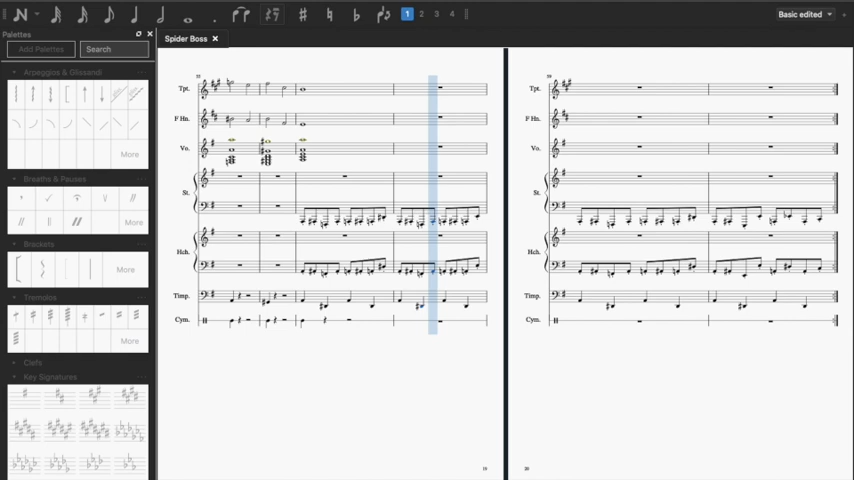 N
1 2 3 4
Basic edited
Palettes
Add Palettes
Search
Arpeggios & Glissandi
More
Breaths & Pauses
More
Brackets
More
Tremolos
More
Clefs
Key Signatures
Spider Boss
55
Tpt.
F Hn.
Vo.
St.
Hch.
Timp.
Cym.
19
59
Tpt.
F Hn.
Vo.
St.
Hch.
Timp.
Cym.
20